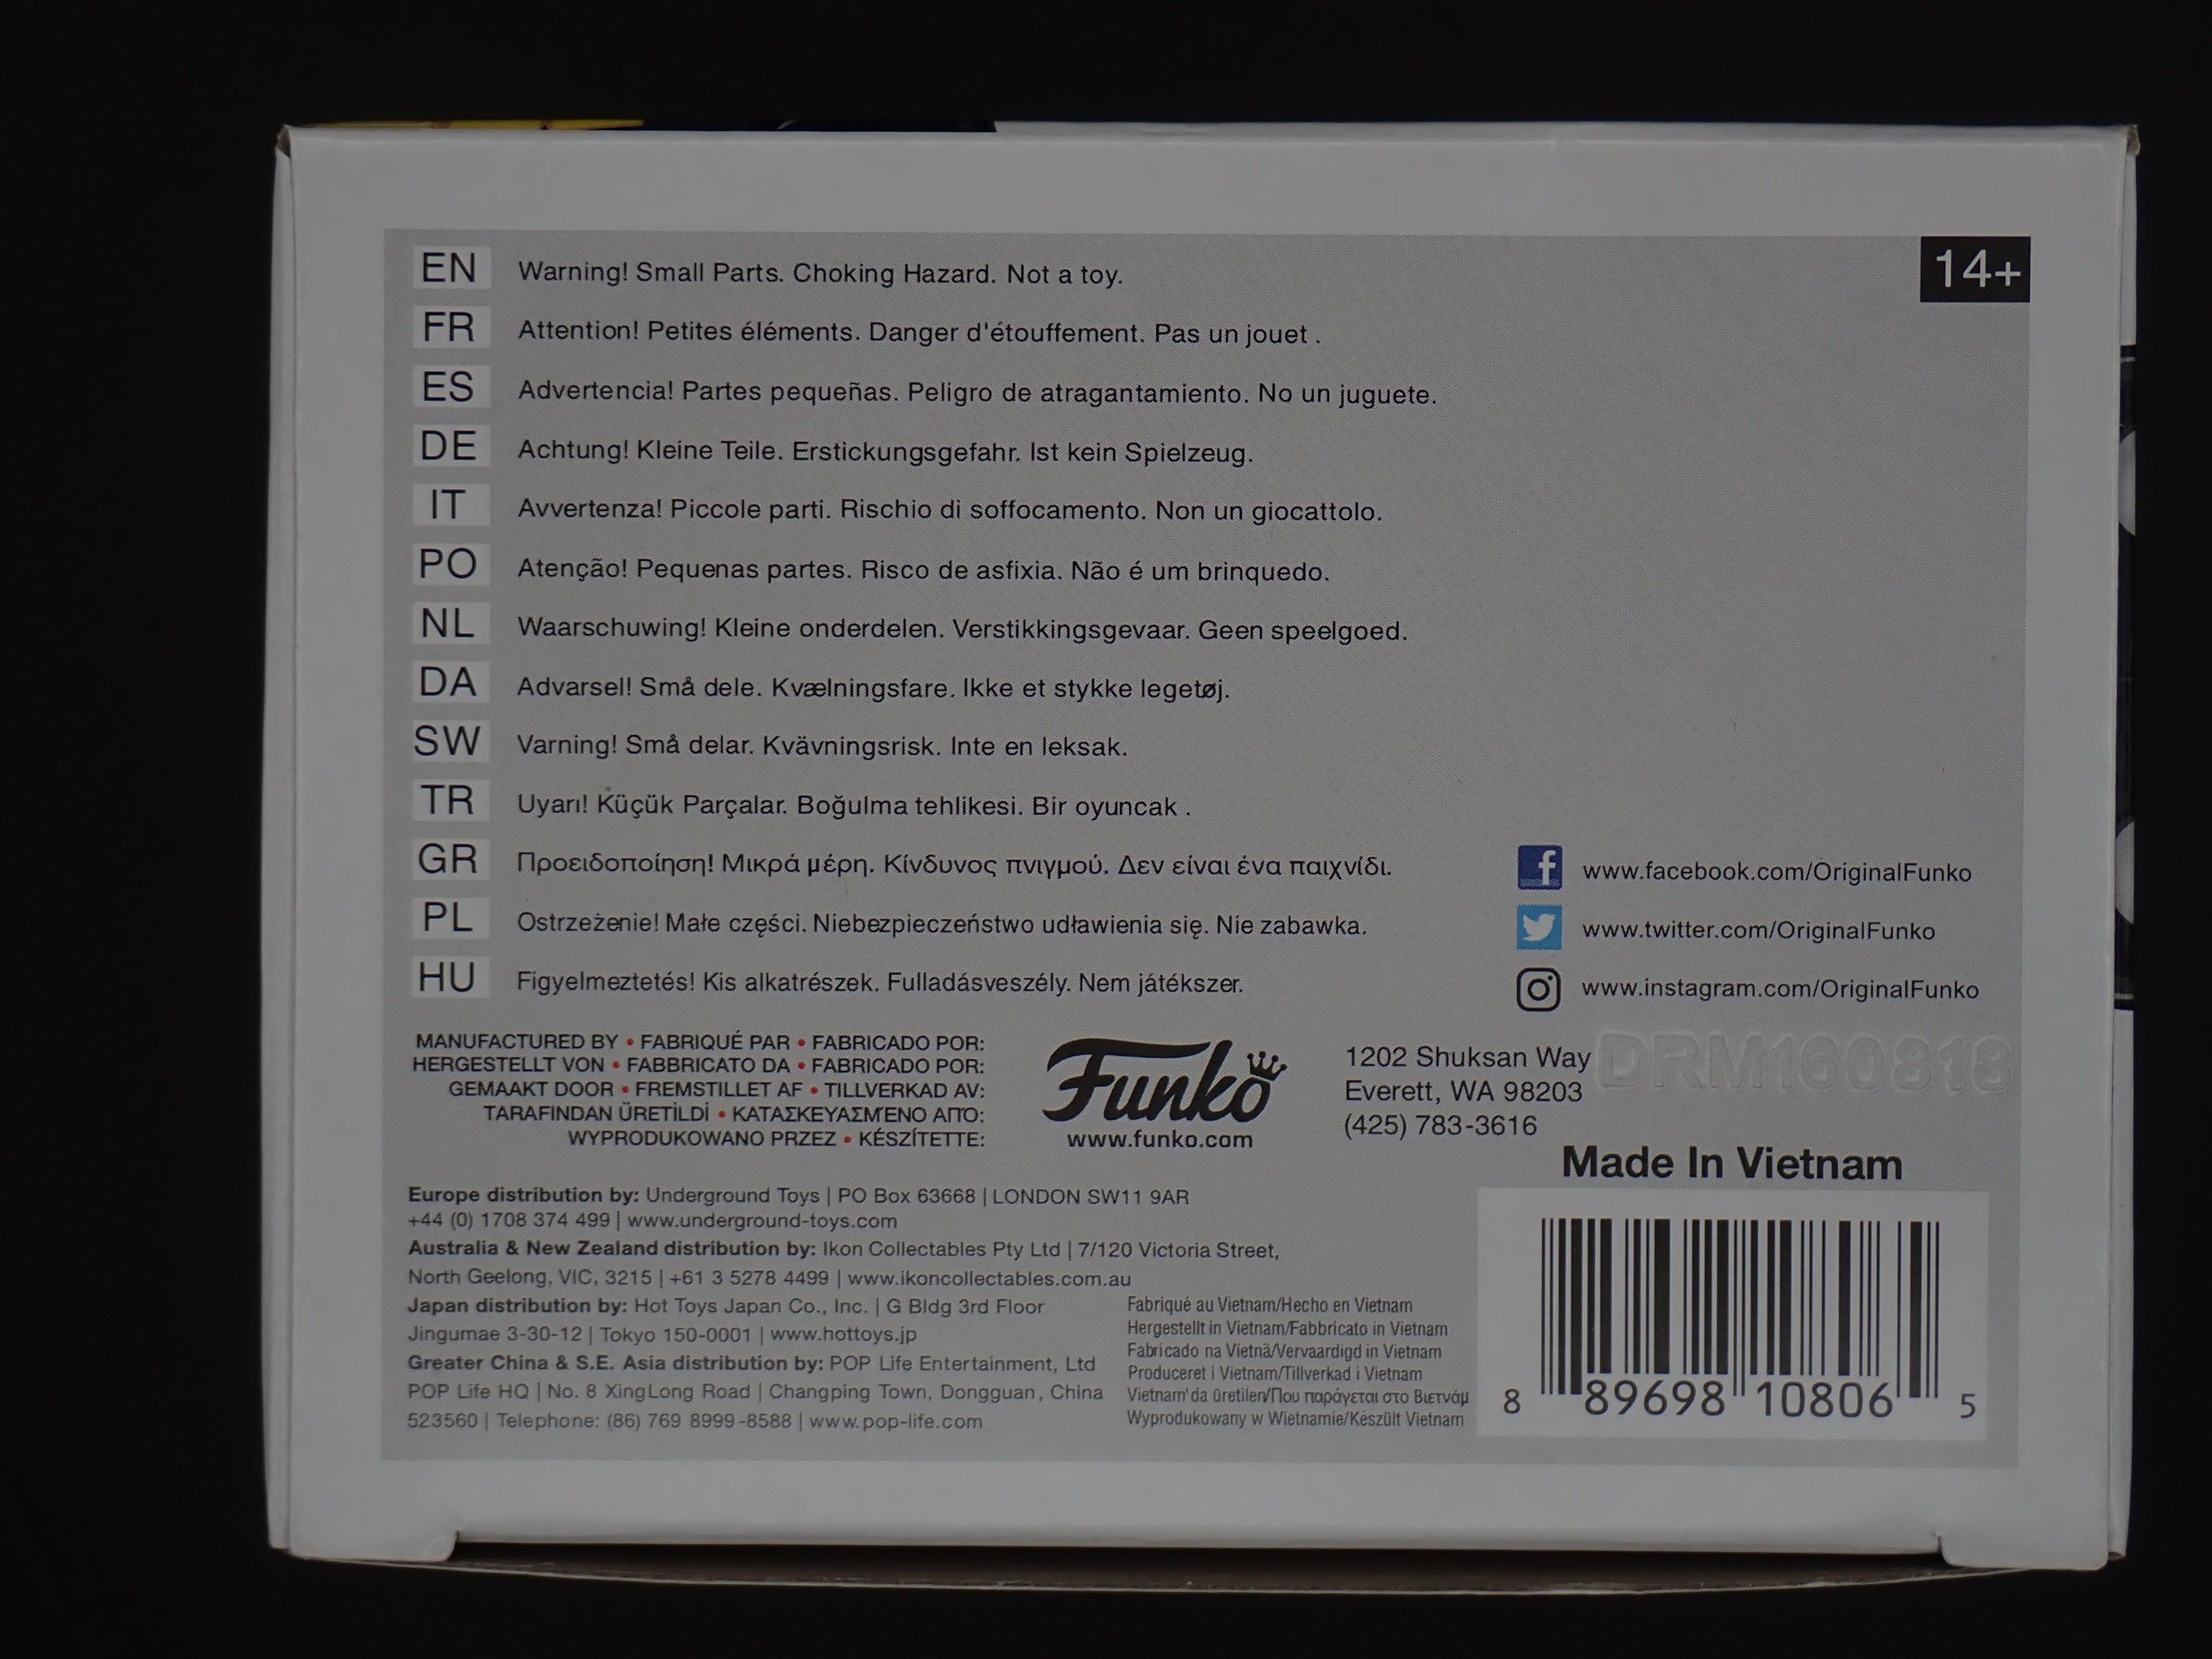 EN Warning! Small Parts. Choking Hazard. Not a toy.
14+
FR Attention! Petites éléments. Danger d'étouffement. Pas un jouet .
ES Advertencia! Partes pequeñas. Peligro de atragantamiento. No un juguete.
DE Achtung! Kleine Teile. Erstickungsgefahr. Ist kein Spielzeug.
IT Avvertenza! Piccole parti. Rischio di soffocamento. Non un giocattolo.
PO Atenção! Pequenas partes. Risco de asfixia. Não é um brinquedo.
NL Waarschuwing! Kleine onderdelen. Verstikkingsgevaar. Geen speelgoed.
DA Advarsel! Små dele. Kvælningsfare. Ikke et stykke legetøj.
SW Varning! Små delar. Kvävningsrisk. Inte en leksak.
TR Uyarı! Küçük Parçalar. Boğulma tehlikesi. Bir oyuncak .
GR Προειδοποίηση! Μικρά μέρη. Κίνδυνος πνιγμού. Δεν είναι ένα παιχνίδι.
PL Ostrzeżenie! Małe części. Niebezpieczeństwo udławienia się. Nie zabawka.
HU Figyelmeztetés! Kis alkatrészek. Fulladásveszély. Nem játékszer.
www.facebook.com/OriginalFunko
www.twitter.com/OriginalFunko
www.instagram.com/OriginalFunko
MANUFACTURED BY • FABRIQUÉ PAR • FABRICADO POR:
HERGESTELLT VON • FABBRICATO DA • FABRICADO POR:
GEMAAKT DOOR • FREMSTILLET AF • TILLVERKAD AV:
TARAFINDAN ÜRETİLDİ • ΚΑΤΑΣΚΕΥΑΣΜΈΝΟ ΑΠΌ:
WYPRODUKOWANO PRZEZ • KÉSZÍTETTE:
Funko
www.funko.com
1202 Shuksan Way
Everett, WA 98203
(425) 783-3616
DRM160818
Made In Vietnam
Europe distribution by: Underground Toys | PO Box 63668 | LONDON SW11 9AR
+44 (0) 1708 374 499 | www.underground-toys.com
Australia & New Zealand distribution by: Ikon Collectables Pty Ltd | 7/120 Victoria Street,
North Geelong, VIC, 3215 | +61 3 5278 4499 | www.ikoncollectables.com.au
Japan distribution by: Hot Toys Japan Co., Inc. | G Bldg 3rd Floor
Jingumae 3-30-12 | Tokyo 150-0001 | www.hottoys.jp
Greater China & S.E. Asia distribution by: POP Life Entertainment, Ltd
POP Life HQ | No. 8 XingLong Road | Changping Town, Dongguan, China
523560 | Telephone: (86) 769 8999-8588 | www.pop-life.com
Fabriqué au Vietnam/Hecho en Vietnam
Hergestellt in Vietnam/Fabbricato in Vietnam
Fabricado na Vietnã/Vervaardigd in Vietnam
Produceret i Vietnam/Tillverkad i Vietnam
Vietnam'da üretilen/Που παράγεται στο Βιετνάμ
Wyprodukowany w Wietnamie/Készült Vietnam
8 89698 10806 5